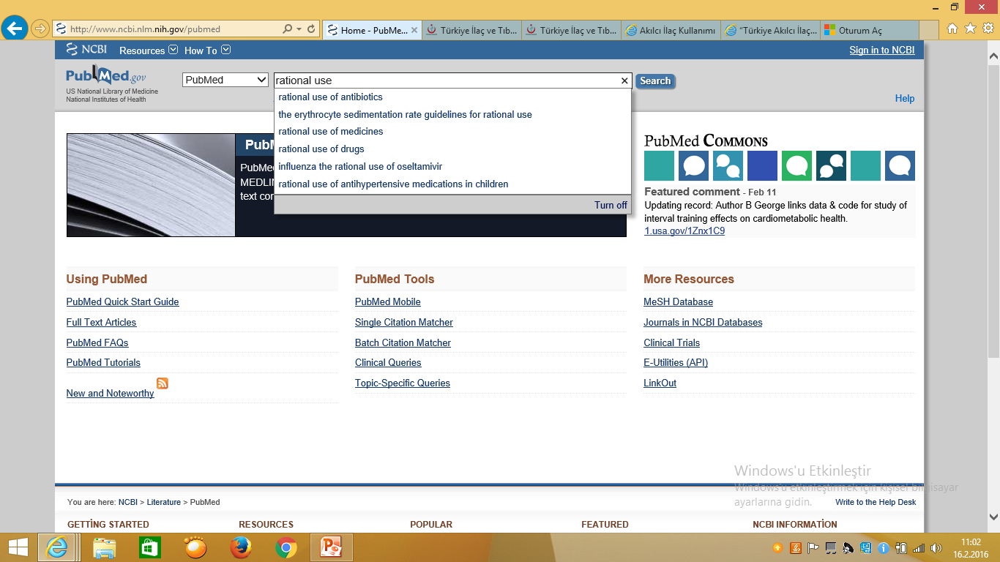 http://www.ncbi.nlm.nih.gov/pubmed
Home - PubMe...
Türkiye İlaç ve Tıb...
Türkiye İlaç ve Tıb...
Akılcı İlaç Kullanımı
"Türkiye Akılcı İlaç...
Oturum Aç
NCBI Resources How To Sign in to NCBI
PubMed.gov
US National Library of Medicine
National Institutes of Health
PubMed
rational use
Search
Help
rational use of antibiotics
the erythrocyte sedimentation rate guidelines for rational use
rational use of medicines
rational use of drugs
influenza the rational use of oseltamivir
rational use of antihypertensive medications in children
Turn off
PubM
PubMe
MEDLIN
text con
PubMed COMMONS
Featured comment - Feb 11
Updating record: Author B George links data & code for study of
interval training effects on cardiometabolic health.
1.usa.gov/1Znx1C9
Using PubMed
PubMed Quick Start Guide
Full Text Articles
PubMed FAQs
PubMed Tutorials
New and Noteworthy
PubMed Tools
PubMed Mobile
Single Citation Matcher
Batch Citation Matcher
Clinical Queries
Topic-Specific Queries
More Resources
MeSH Database
Journals in NCBI Databases
Clinical Trials
E-Utilities (API)
LinkOut
Windows'u Etkinleştir
Windows'u etkinleştirmek için kişisel bilgisayar
ayarlarına gidin.
You are here: NCBI > Literature > PubMed
Write to the Help Desk
GETTİNG STARTED RESOURCES POPULAR FEATURED NCBI INFORMATİON
11:02
16.2.2016